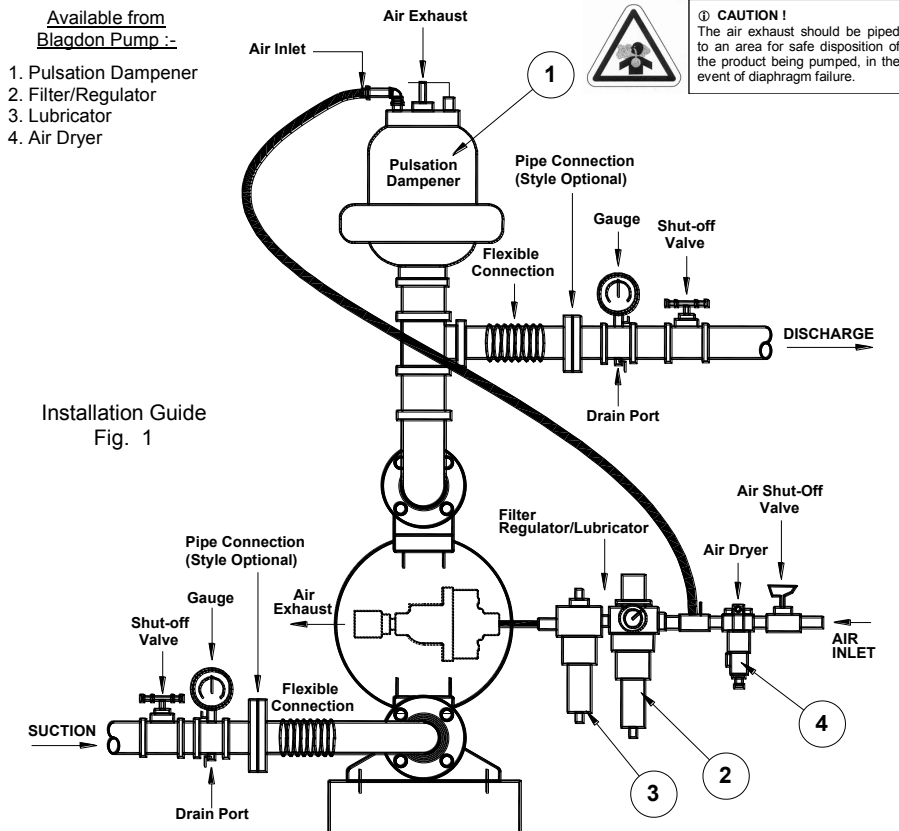 Available from
Blagdon Pump :-
1. Pulsation Dampener
2. Filter/Regulator
3. Lubricator
4. Air Dryer
Air Exhaust
Air Inlet
1
ⓘ CAUTION !
The air exhaust should be piped
to an area for safe disposition of
the product being pumped, in the
event of diaphragm failure.
Pulsation
Dampener
Pipe Connection
(Style Optional)
Gauge
Shut-off
Valve
Flexible
Connection
DISCHARGE
Drain Port
Installation Guide
Fig. 1
Filter
Regulator/Lubricator
Air Shut-Off
Valve
Air Dryer
Pipe Connection
(Style Optional)
Gauge
Shut-off
Valve
Air
Exhaust
AIR
INLET
Flexible
Connection
SUCTION
Drain Port
3
2
4